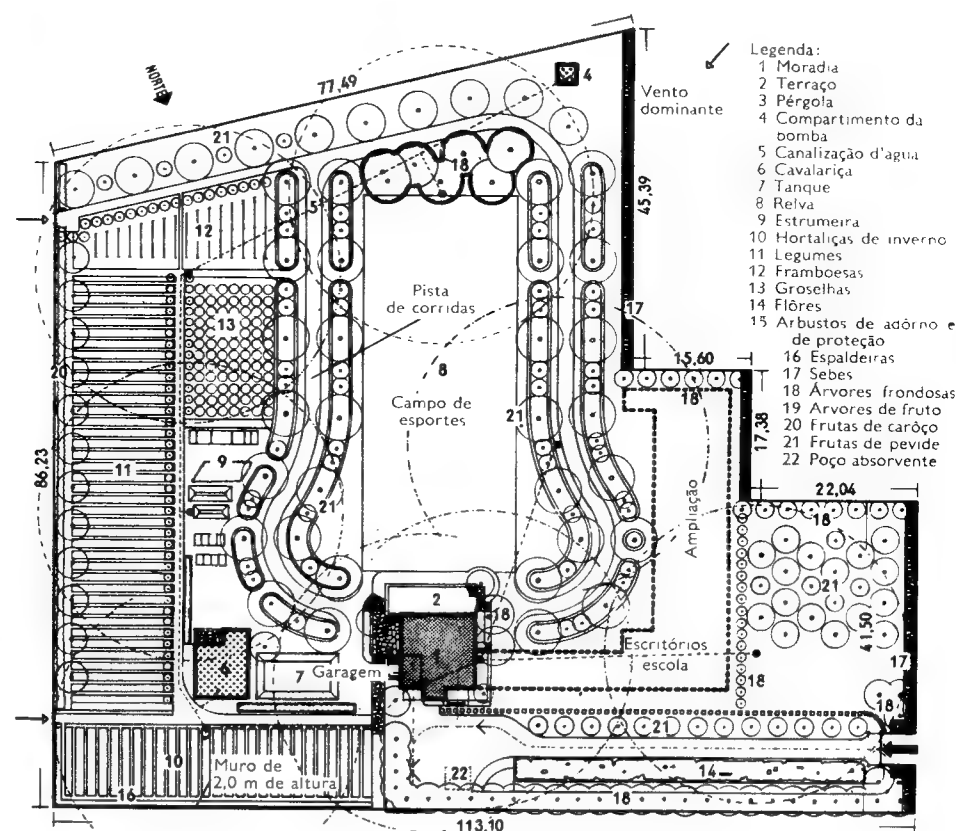 77,49
4
NORTE
Vento
dominante
Legenda:
1 Moradia
2 Terraço
3 Pérgola
4 Compartimento da
bomba
5 Canalização d'agua
6 Cavalariça
7 Tanque
8 Relva
9 Estrumeira
10 Hortaliças de inverno
11 Legumes
12 Framboesas
13 Groselhas
14 Flôres
15 Arbustos de adôrno e
de proteção
16 Espaldeiras
17 Sebes
18 Árvores frondosas
19 Arvores de fruto
20 Frutas de carôço
21 Frutas de pevide
22 Poço absorvente
21
18
45,39
5
12
Pista
de corridas
17
13
15,60
8
18
20
Campo de
esportes
21
17,38
11
9
22,04
86,23
21
Ampliação
18
21
2
18
41,50
Escritórios
escola
17
7
Garagem
18
18
21
10
Muro de
2,0 m de altura
22
14
16
18
113,10